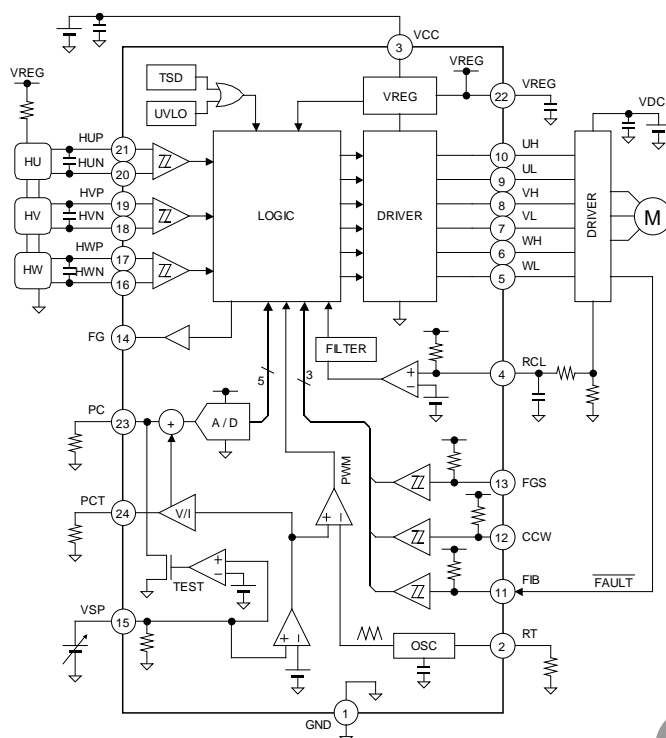 VCC
3
VREG
TSD
UVLO
VREG
VREG
22
VREG
VDC
HUP
21
HUN
20
HU
HVP
19
HVN
18
HV
HWP
17
HWN
16
HW
LOGIC
DRIVER
10
UH
9
UL
8
VH
7
VL
6
WH
5
WL
DRIVER
M
FG
14
FILTER
+
−
4
RCL
5
3
PC
23
+
A / D
PWM
13
FGS
PCT
24
V/I
+
−
12
CCW
TEST
+
−
11
FIB
FAULT
VSP
15
+
−
OSC
2
RT
GND
1